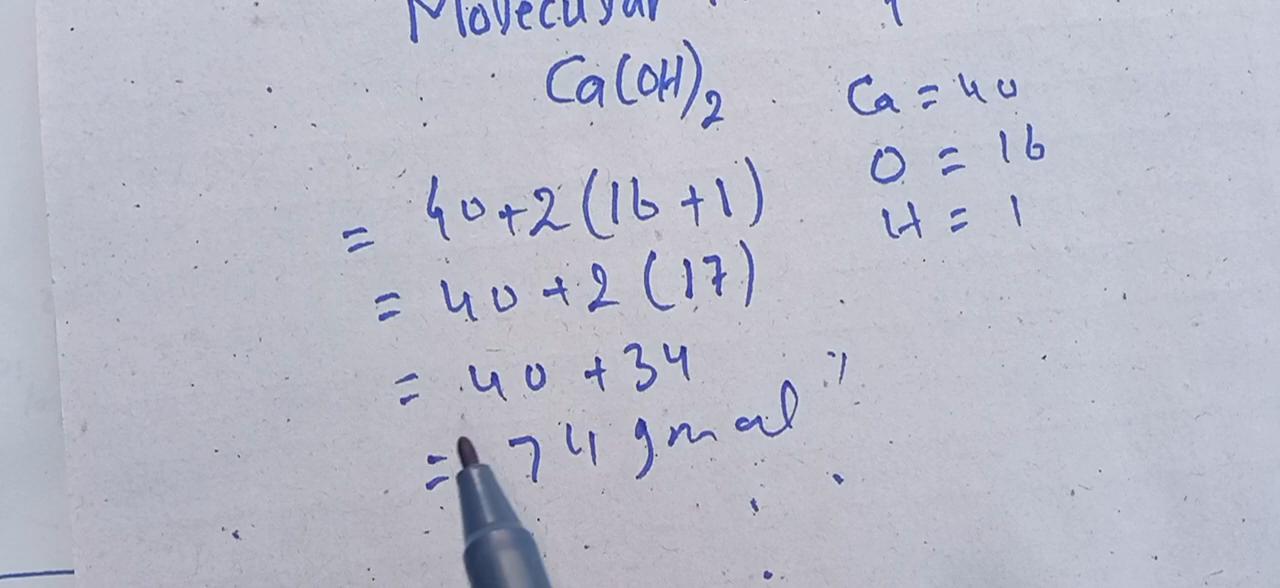 Molecular
Ca(OH)₂
Ca = 40
O = 16
H = 1
= 40+2(16+1)
= 40+2(17)
= 40+34
= 74 gmol⁻¹